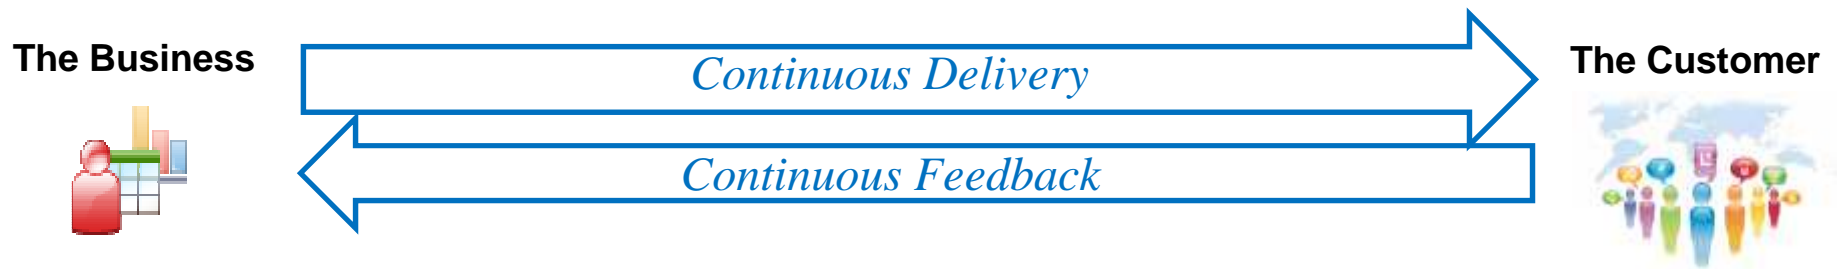 The Business
Continuous Delivery
The Customer
Continuous Feedback